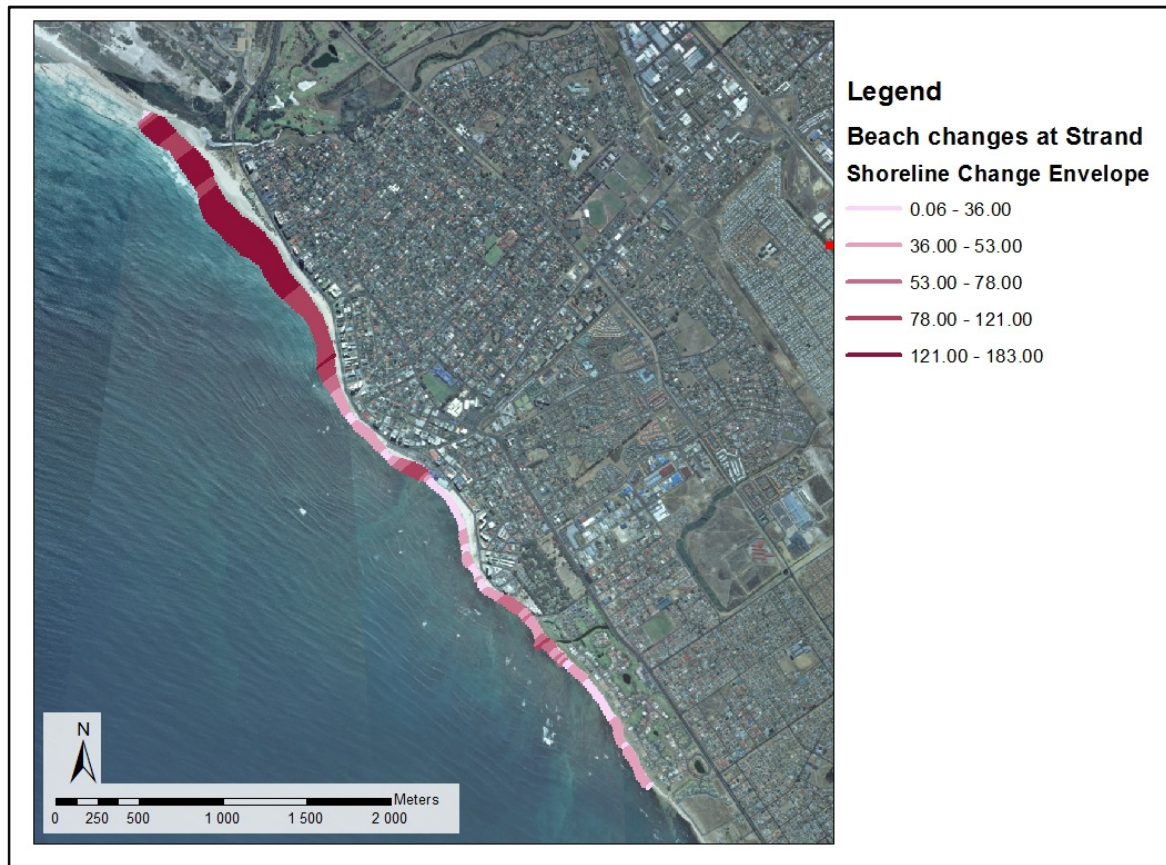 Legend
Beach changes at Strand
Shoreline Change Envelope
0.06 - 36.00
36.00 - 53.00
53.00 - 78.00
78.00 - 121.00
121.00 - 183.00
N
Meters
0 250 500 1 000 1 500 2 000